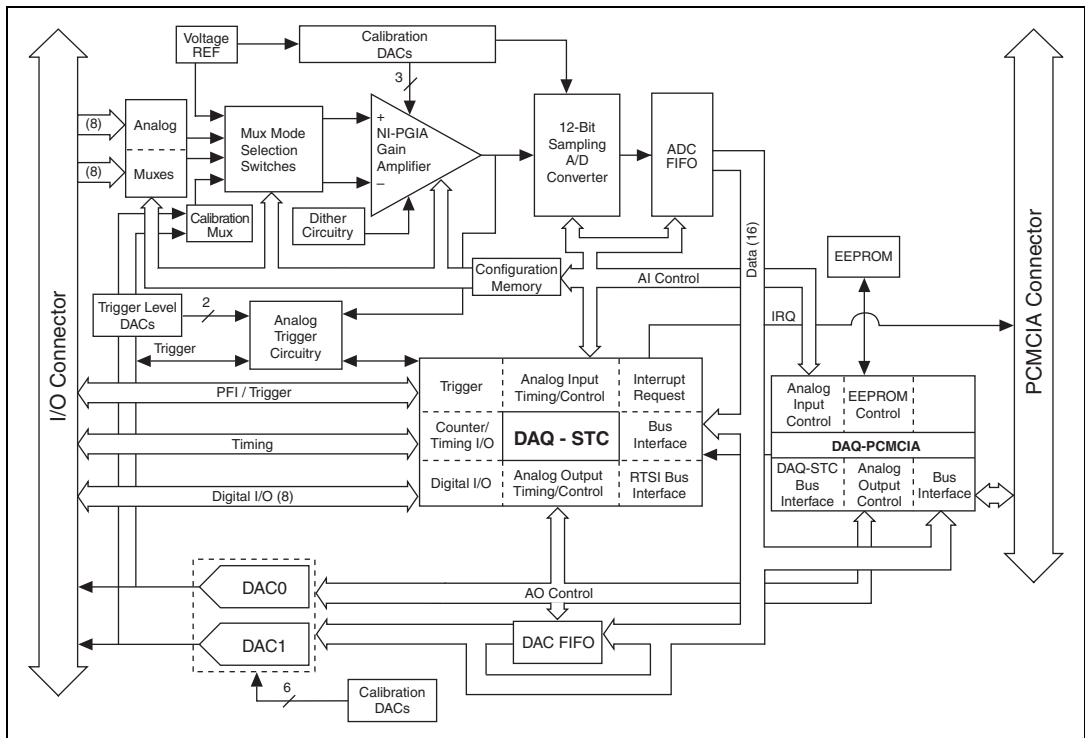 Voltage
REF
Calibration
DACs
3
(8)
(8)
Analog
Muxes
Mux Mode
Selection
Switches
+
NI-PGIA
Gain
Amplifier
–
12-Bit
Sampling
A/D
Converter
ADC
FIFO
Calibration
Mux
Dither
Circuitry
Configuration
Memory
AI Control
Data (16)
EEPROM
Trigger Level
DACs
2
Analog
Trigger
Circuitry
Trigger
IRQ
I/O Connector
PCMCIA Connector
PFI / Trigger
Timing
Digital I/O (8)
Trigger
Analog Input
Timing/Control
Interrupt
Request
Counter/
Timing I/O
DAQ - STC
Bus
Interface
Digital I/O
Analog Output
Timing/Control
RTSI Bus
Interface
Analog
Input
Control
EEPROM
Control
DAQ-PCMCIA
DAQ-STC
Bus
Interface
Analog
Output
Control
Bus
Interface
DAC0
AO Control
DAC1
DAC FIFO
6
Calibration
DACs